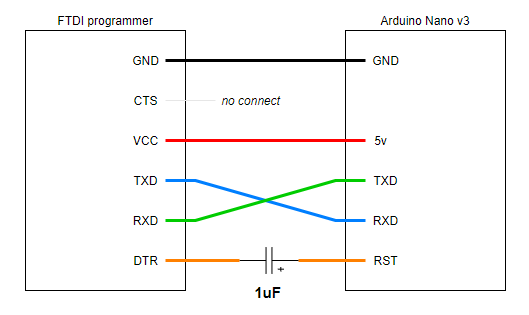 FTDI programmer
Arduino Nano v3
GND
GND
CTS
no connect
VCC
5v
TXD
TXD
RXD
RXD
DTR
+
RST
1uF